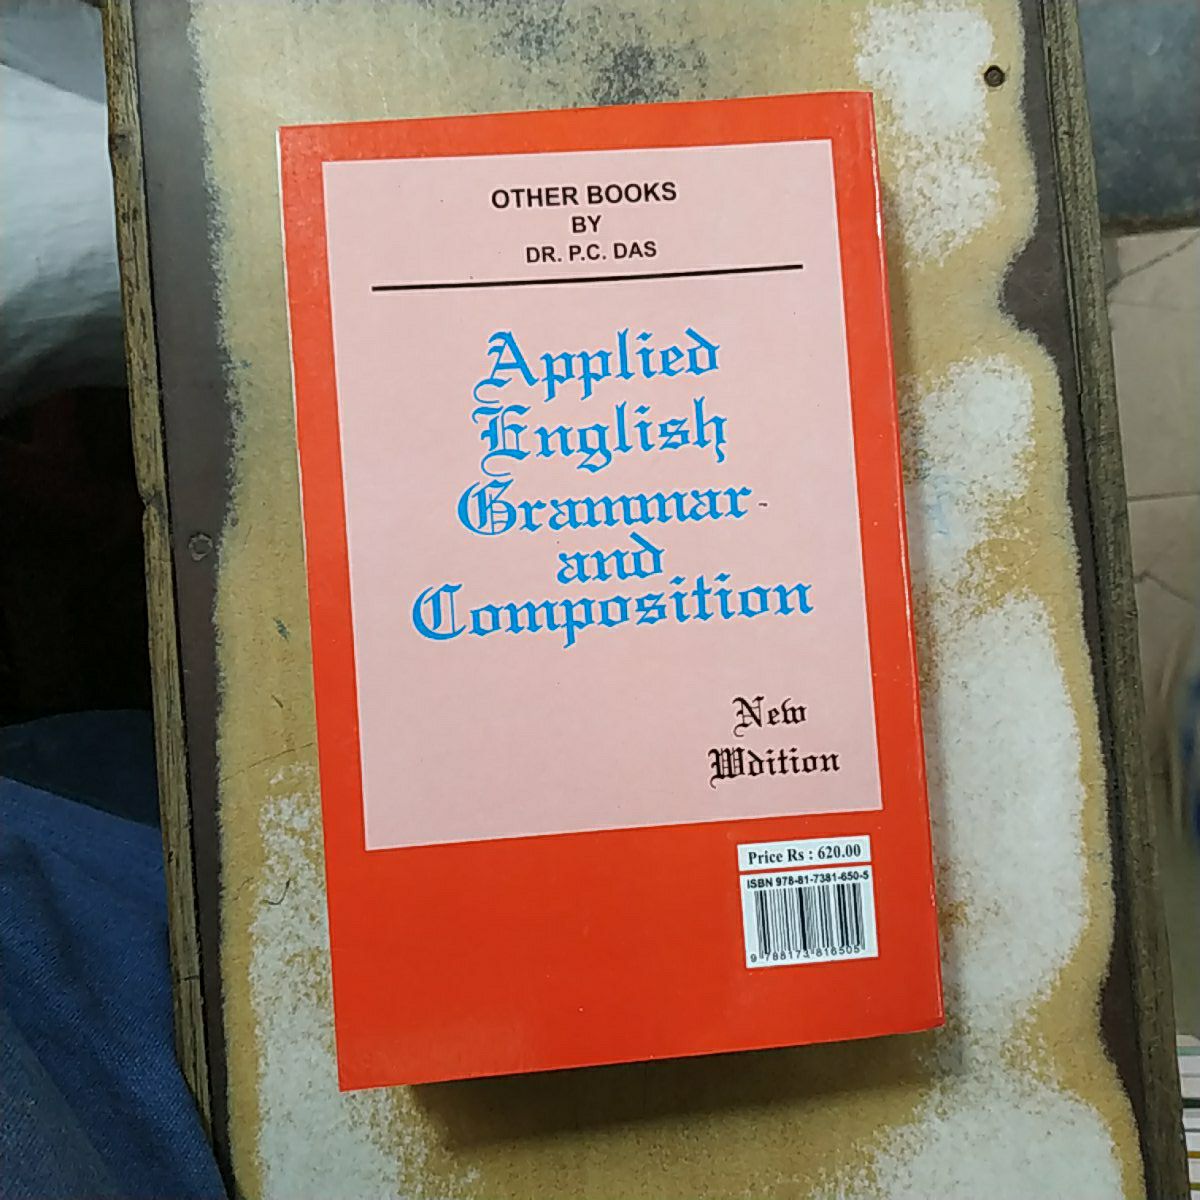 OTHER BOOKS
BY
DR. P.C. DAS
Applied
English
Grammar
and
Composition
New
Wdition
Price Rs : 620.00
ISBN 978-81-7381-650-5
9 788173 816505